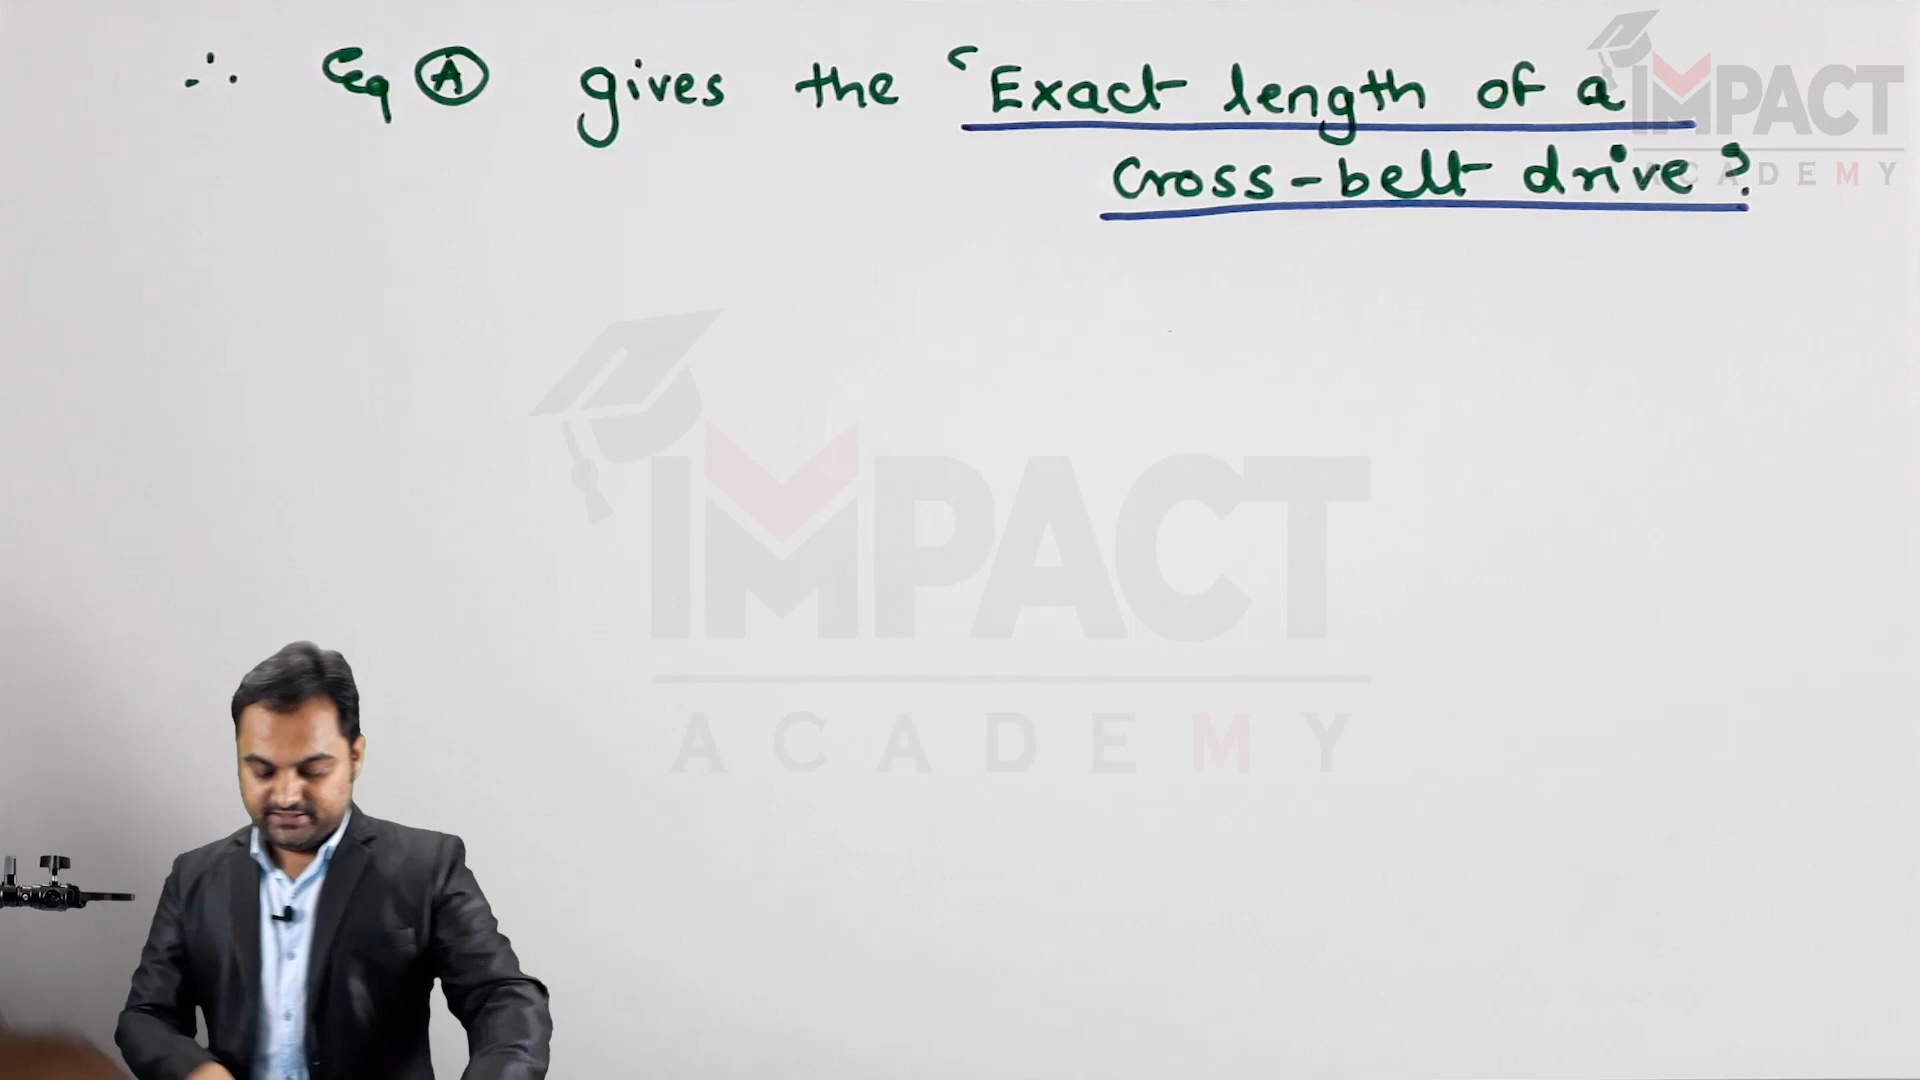 ∴ Eq Ⓐ gives the ‘Exact length of a
cross-belt drive?
IMPACT
ACADEMY
IMPACT
ACADEMY